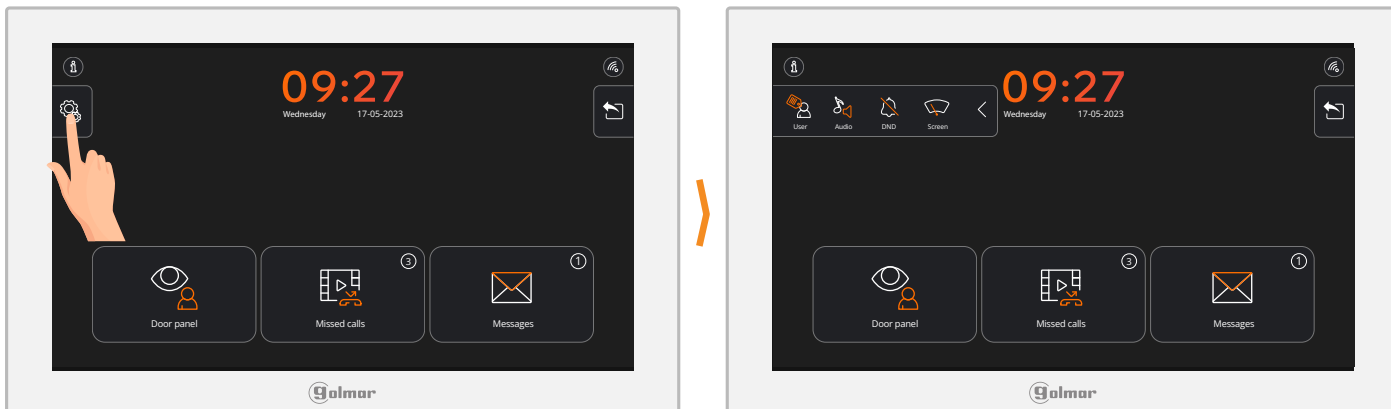 09:27
Wednesday 17-05-2023
3
1
Door panel
Missed calls
Messages
golmar
09:27
User
Audio
DND
Screen
Wednesday 17-05-2023
3
1
Door panel
Missed calls
Messages
golmar